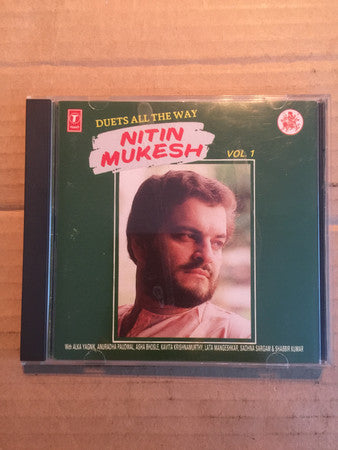 DUETS ALL THE WAY
NITIN
MUKESH
VOL. 1
With ALKA YAGNIK, ANURADHA PAUDWAL, ASHA BHOSLE, KAVITA KRISHNAMURTHY, LATA MANGESHKAR, SADHNA SARGAM & SHABBIR KUMAR